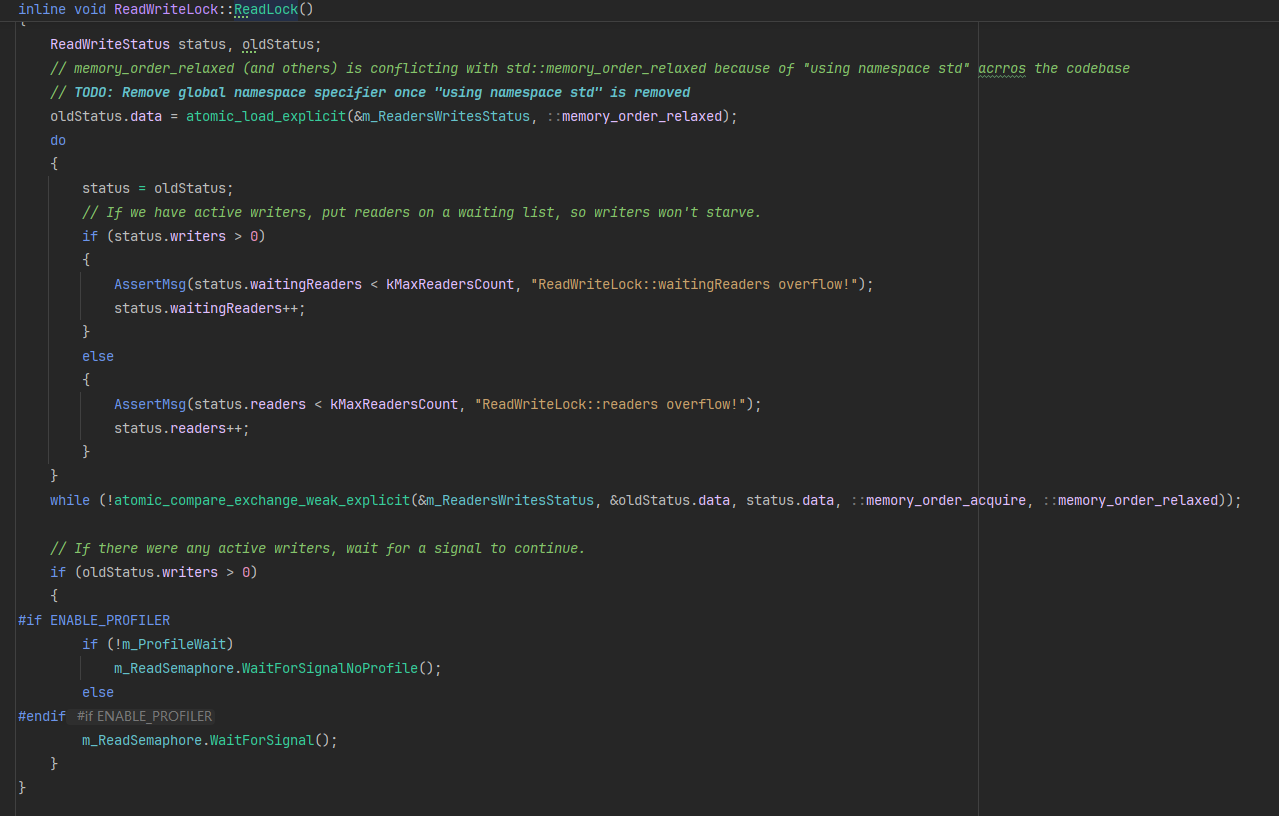 inline void ReadWriteLock::ReadLock()
{
ReadWriteStatus status, oldStatus;
// memory_order_relaxed (and others) is conflicting with std::memory_order_relaxed because of "using namespace std" acrros the codebase
// TODO: Remove global namespace specifier once "using namespace std" is removed
oldStatus.data = atomic_load_explicit(&m_ReadersWritesStatus, ::memory_order_relaxed);
do
{
status = oldStatus;
// If we have active writers, put readers on a waiting list, so writers won't starve.
if (status.writers > 0)
{
AssertMsg(status.waitingReaders < kMaxReadersCount, "ReadWriteLock::waitingReaders overflow!");
status.waitingReaders++;
}
else
{
AssertMsg(status.readers < kMaxReadersCount, "ReadWriteLock::readers overflow!");
status.readers++;
}
}
while (!atomic_compare_exchange_weak_explicit(&m_ReadersWritesStatus, &oldStatus.data, status.data, ::memory_order_acquire, ::memory_order_relaxed));
// If there were any active writers, wait for a signal to continue.
if (oldStatus.writers > 0)
{
#if ENABLE_PROFILER
if (!m_ProfileWait)
m_ReadSemaphore.WaitForSignalNoProfile();
else
#endif #if ENABLE_PROFILER
m_ReadSemaphore.WaitForSignal();
}
}